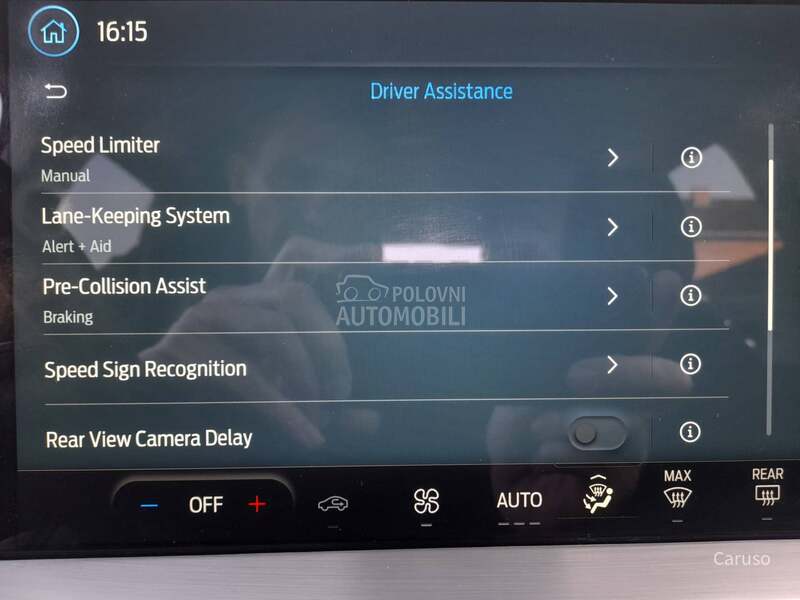 16:15
Driver Assistance
Speed Limiter
Manual
Lane-Keeping System
Alert + Aid
Pre-Collision Assist
Braking
POLOVNI
AUTOMOBILI
Speed Sign Recognition
Rear View Camera Delay
OFF
AUTO
MAX
REAR
Caruso